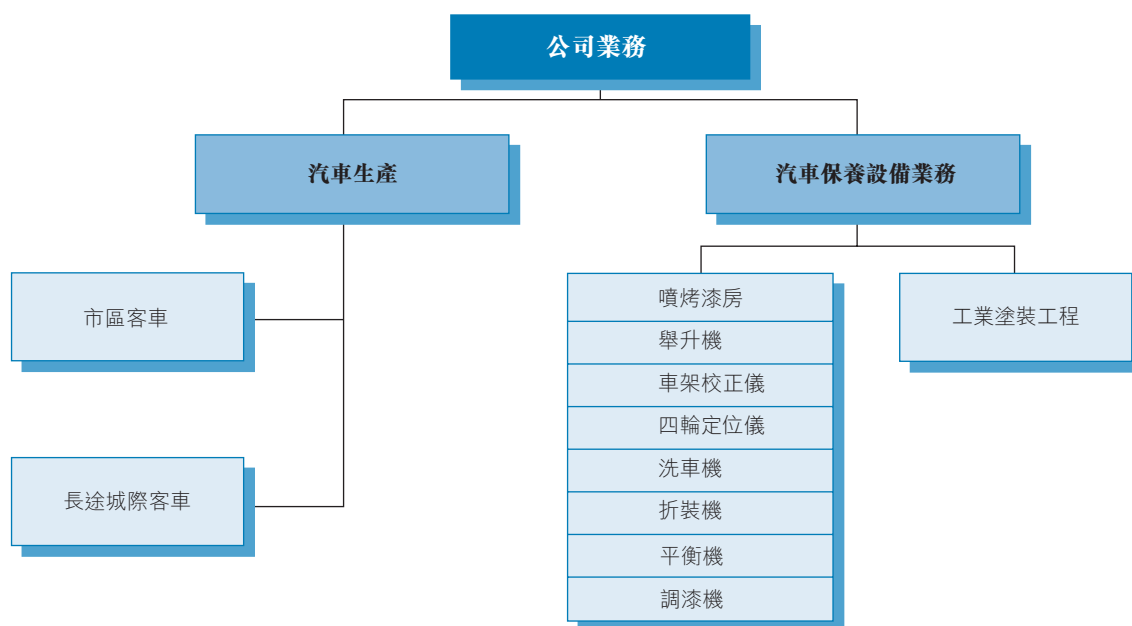 公司業務
汽車生產
汽車保養設備業務
市區客車
長途城際客車
噴烤漆房
舉升機
車架校正儀
四輪定位儀
洗車機
折裝機
平衡機
調漆機
工業塗裝工程